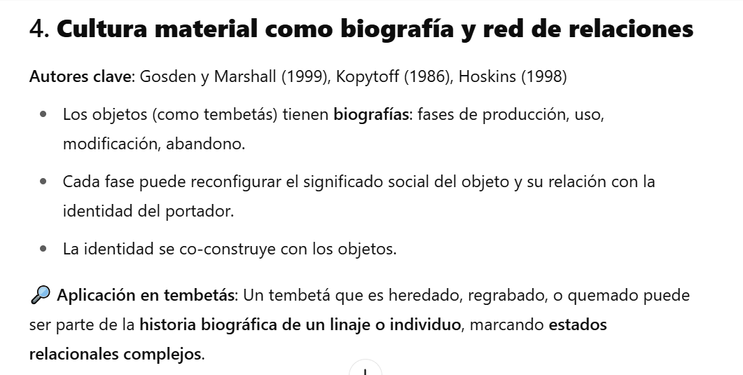 4. Cultura material como biografía y red de relaciones
Autores clave: Gosden y Marshall (1999), Kopytoff (1986), Hoskins (1998)
• Los objetos (como tembetás) tienen biografías: fases de producción, uso,
modificación, abandono.
• Cada fase puede reconfigurar el significado social del objeto y su relación con la
identidad del portador.
• La identidad se co-construye con los objetos.
🔎 Aplicación en tembetás: Un tembetá que es heredado, regrabado, o quemado puede
ser parte de la historia biográfica de un linaje o individuo, marcando estados
relacionales complejos.